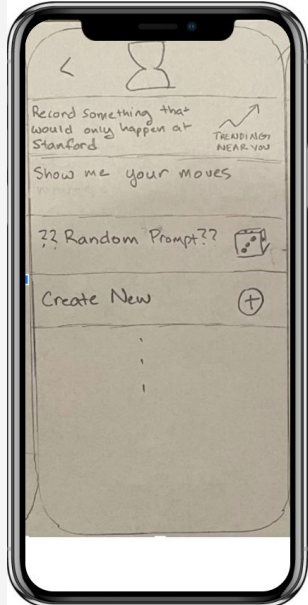 Record something that
would only happen at
Stanford
TRENDING
NEAR YOU
Show me your moves
?? Random Prompt??
Create New